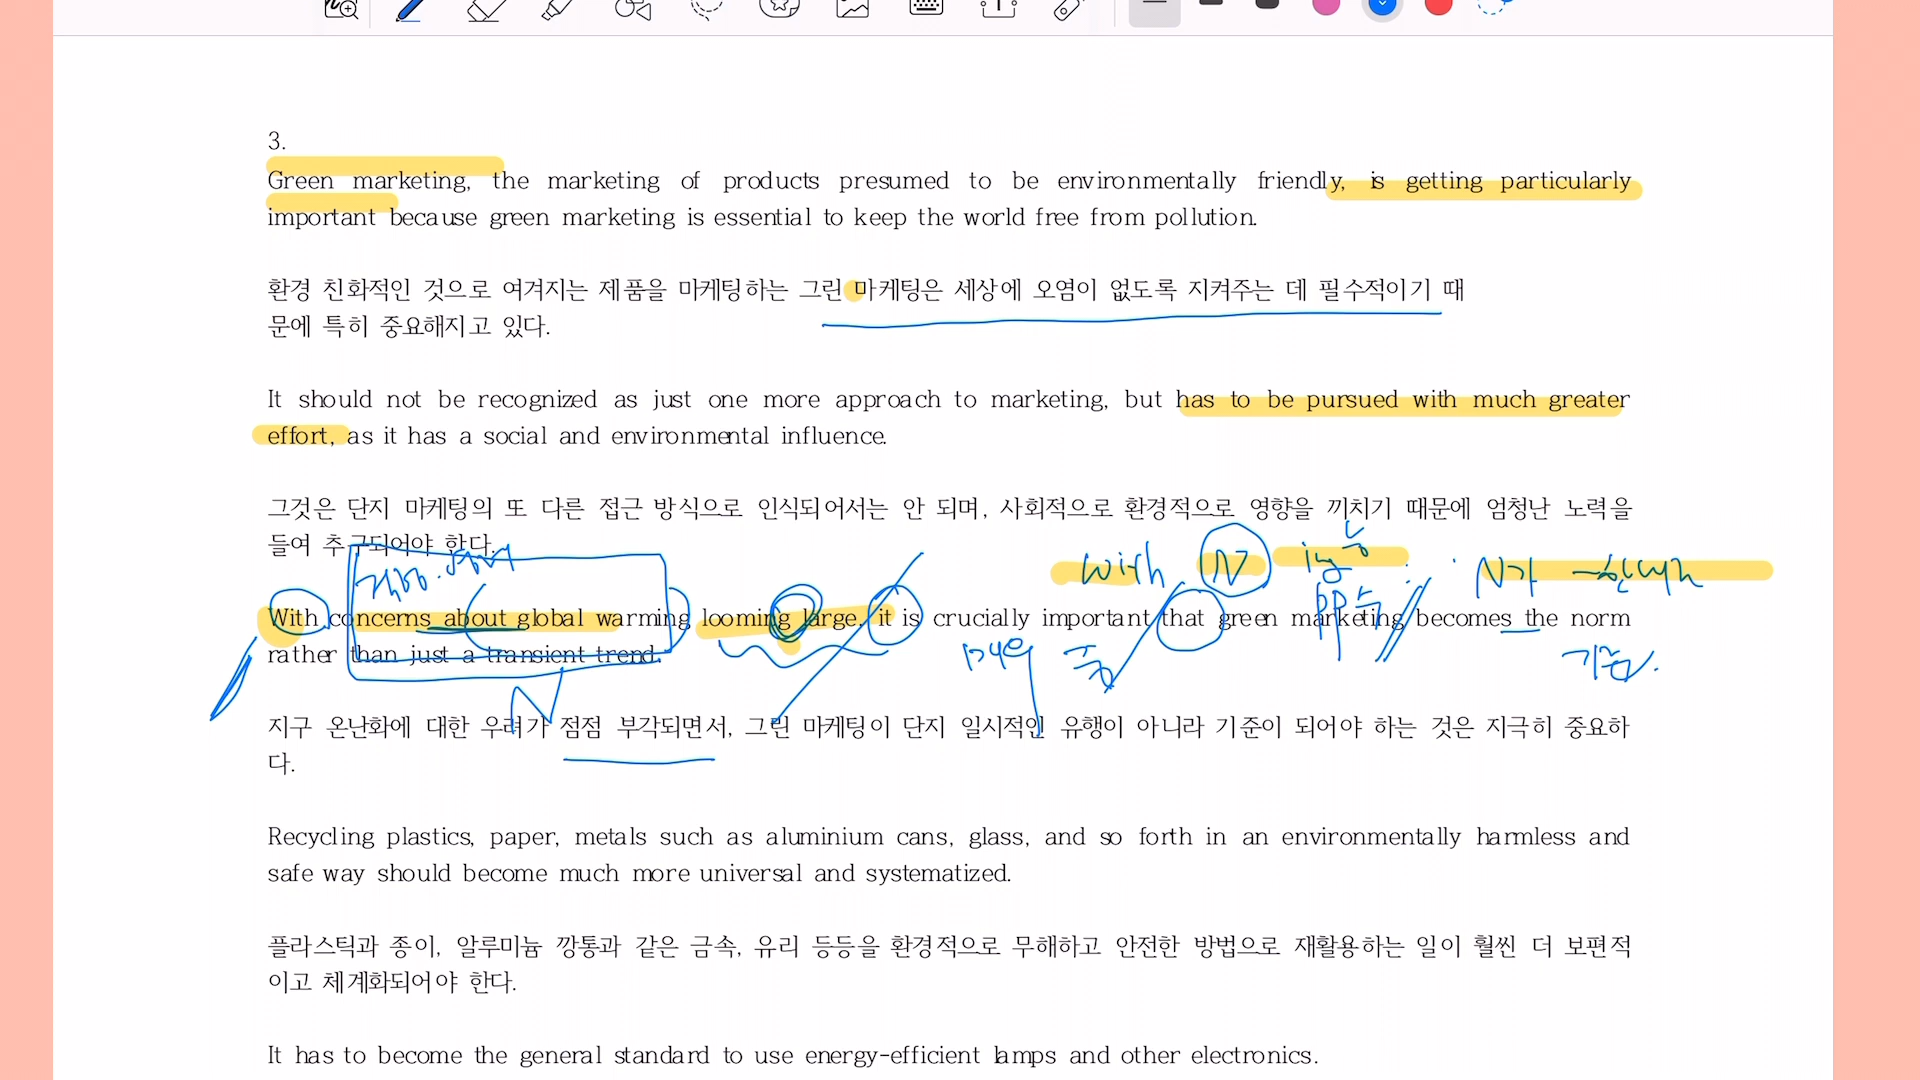 3.
Green marketing, the marketing of products presumed to be environmentally friendly, is getting particularly
important because green marketing is essential to keep the world free from pollution.
환경 친화적인 것으로 여겨지는 제품을 마케팅하는 그린 마케팅은 세상에 오염이 없도록 지켜주는 데 필수적이기 때
문에 특히 중요해지고 있다.
It should not be recognized as just one more approach to marketing, but has to be pursued with much greater
effort, as it has a social and environmental influence.
그것은 단지 마케팅의 또 다른 접근 방식으로 인식되어서는 안 되며, 사회적으로 환경적으로 영향을 끼치기 때문에 엄청난 노력을
들여 추구되어야 한다.
with N ing 능
pp 수
With concerns about global warming looming large, it is crucially important that green marketing becomes the norm
rather than just a transient trend.
N
기준.
지구 온난화에 대한 우려가 점점 부각되면서, 그린 마케팅이 단지 일시적인 유행이 아니라 기준이 되어야 하는 것은 지극히 중요하
다.
Recycling plastics, paper, metals such as aluminium cans, glass, and so forth in an environmentally harmless and
safe way should become much more universal and systematized.
플라스틱과 종이, 알루미늄 깡통과 같은 금속, 유리 등등을 환경적으로 무해하고 안전한 방법으로 재활용하는 일이 훨씬 더 보편적
이고 체계화되어야 한다.
It has to become the general standard to use energy-efficient lamps and other electronics.